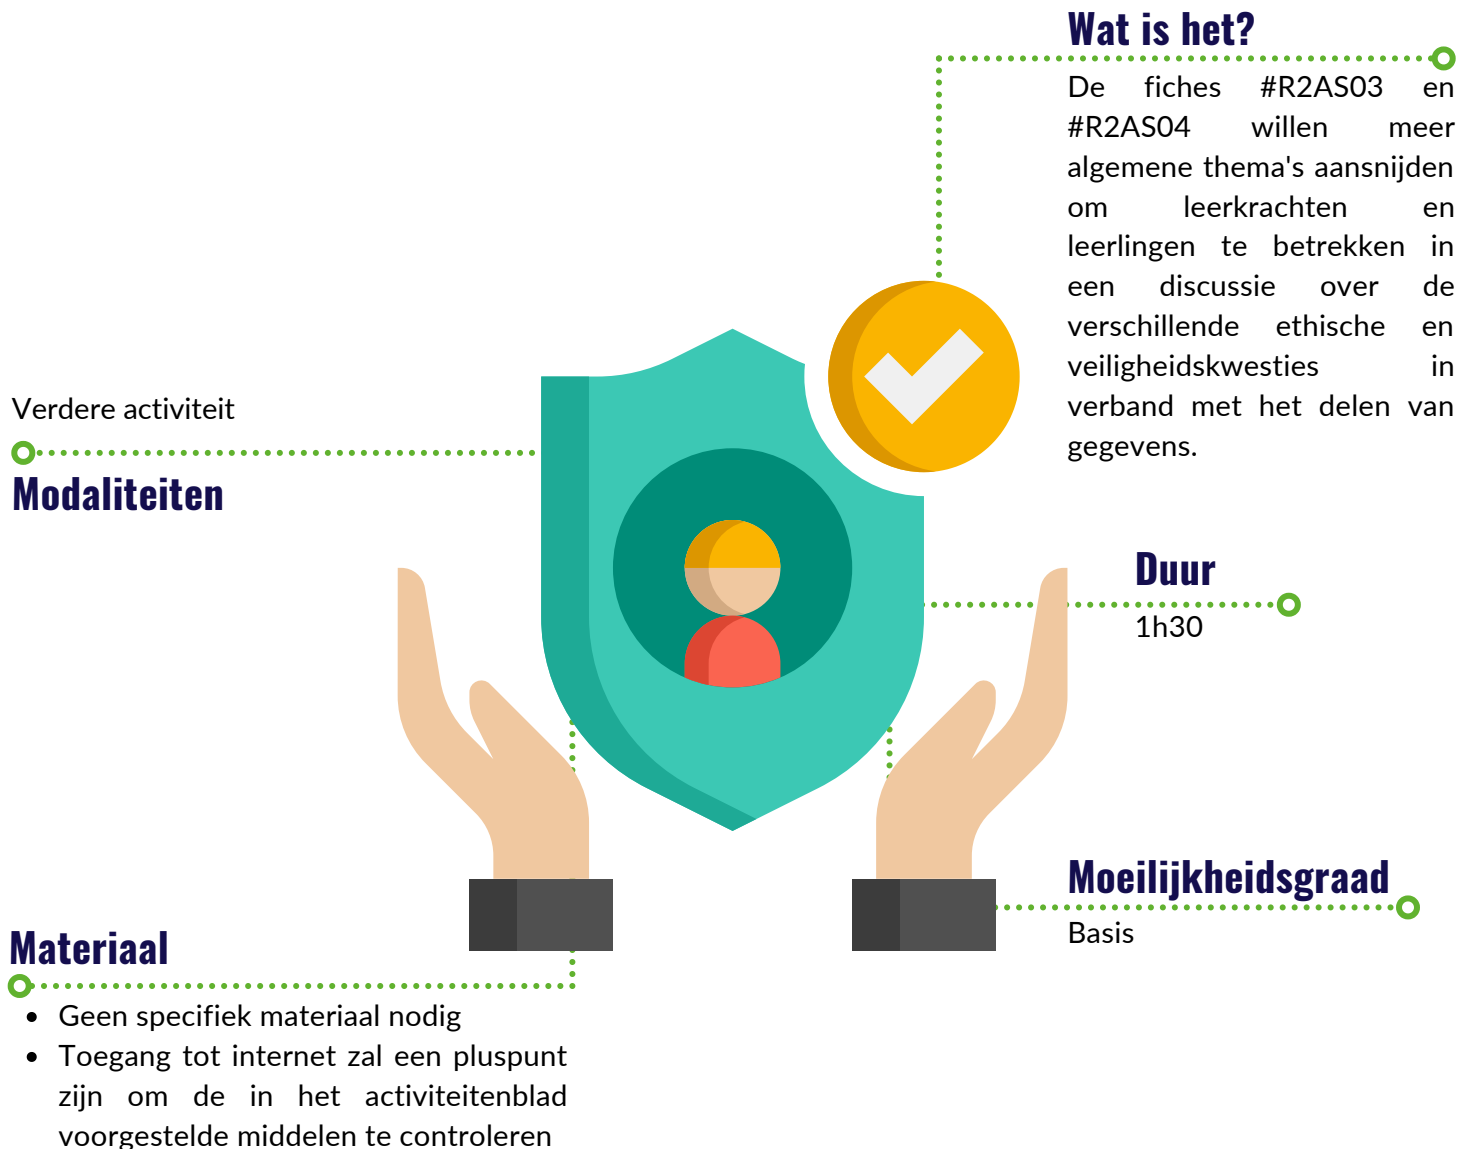 Wat is het?
De fiches #R2AS03 en
#R2AS04 willen meer
algemene thema's aansnijden
om leerkrachten en
leerlingen te betrekken in
een discussie over de
verschillende ethische en
veiligheidskwesties in
verband met het delen van
gegevens.
Verdere activiteit
Modaliteiten
Duur
1h30
Moeilijkheidsgraad
Basis
Materiaal
• Geen specifiek materiaal nodig
• Toegang tot internet zal een pluspunt
zijn om de in het activiteitenblad
voorgestelde middelen te controleren